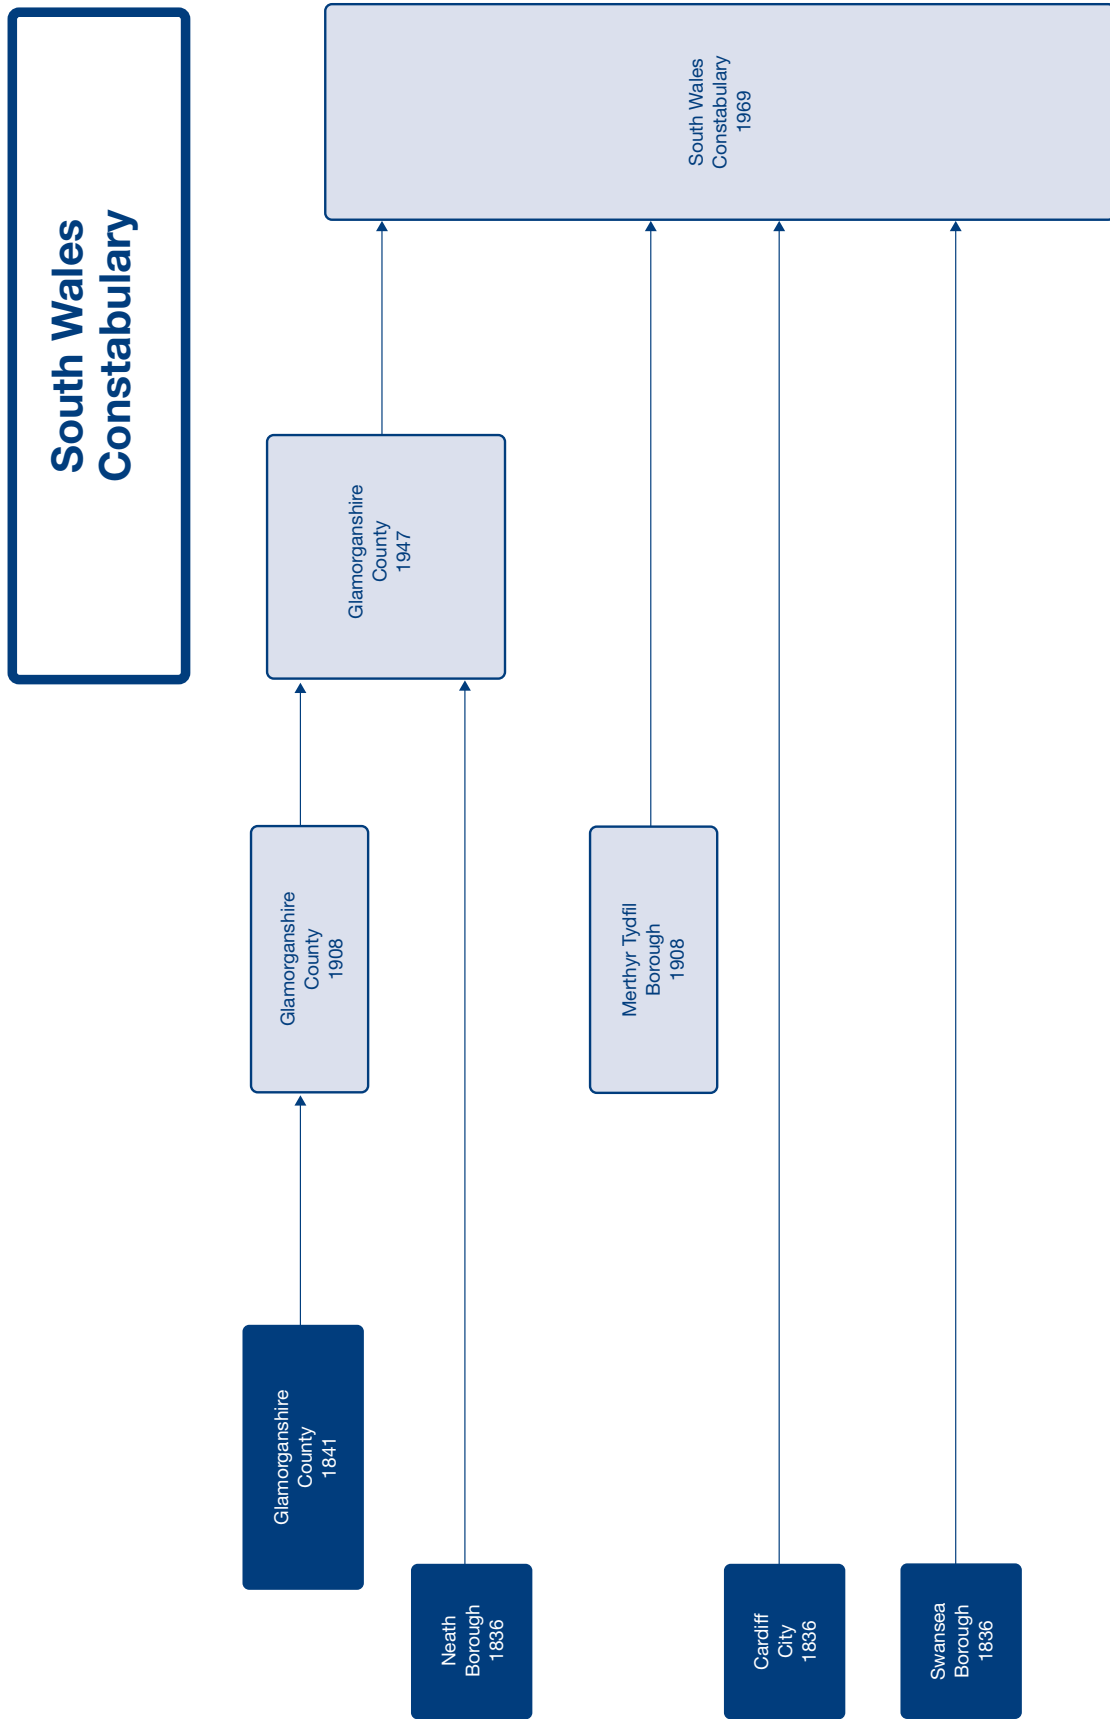 South Wales
Constabulary
Glamorganshire
County
1841
Glamorganshire
County
1908
Glamorganshire
County
1947
Neath
Borough
1836
Merthyr Tydfil
Borough
1908
Cardiff
City
1836
Swansea
Borough
1836
South Wales
Constabulary
1969